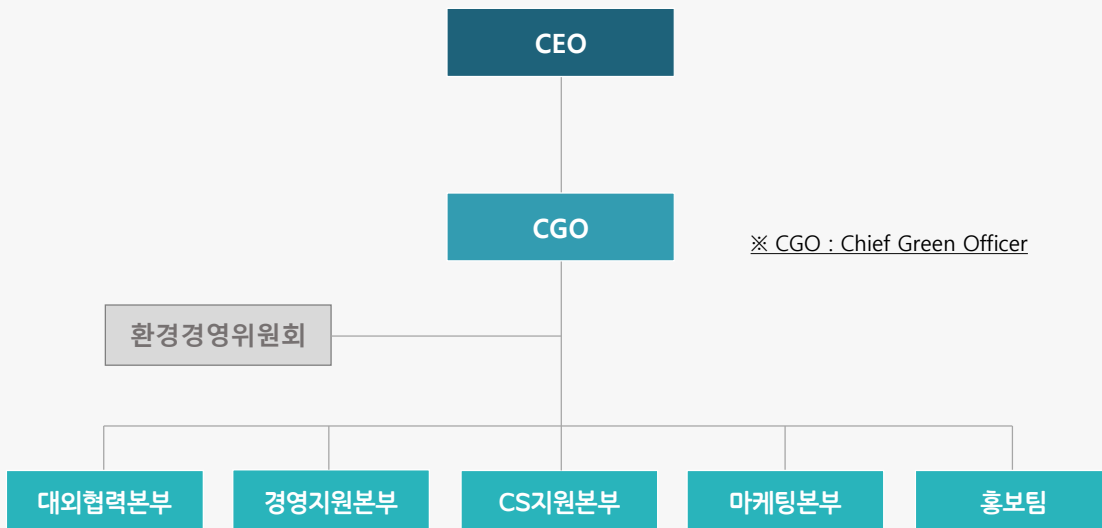 CEO
CGO
※ CGO : Chief Green Officer
환경경영위원회
대외협력본부
경영지원본부
CS지원본부
마케팅본부
홍보팀